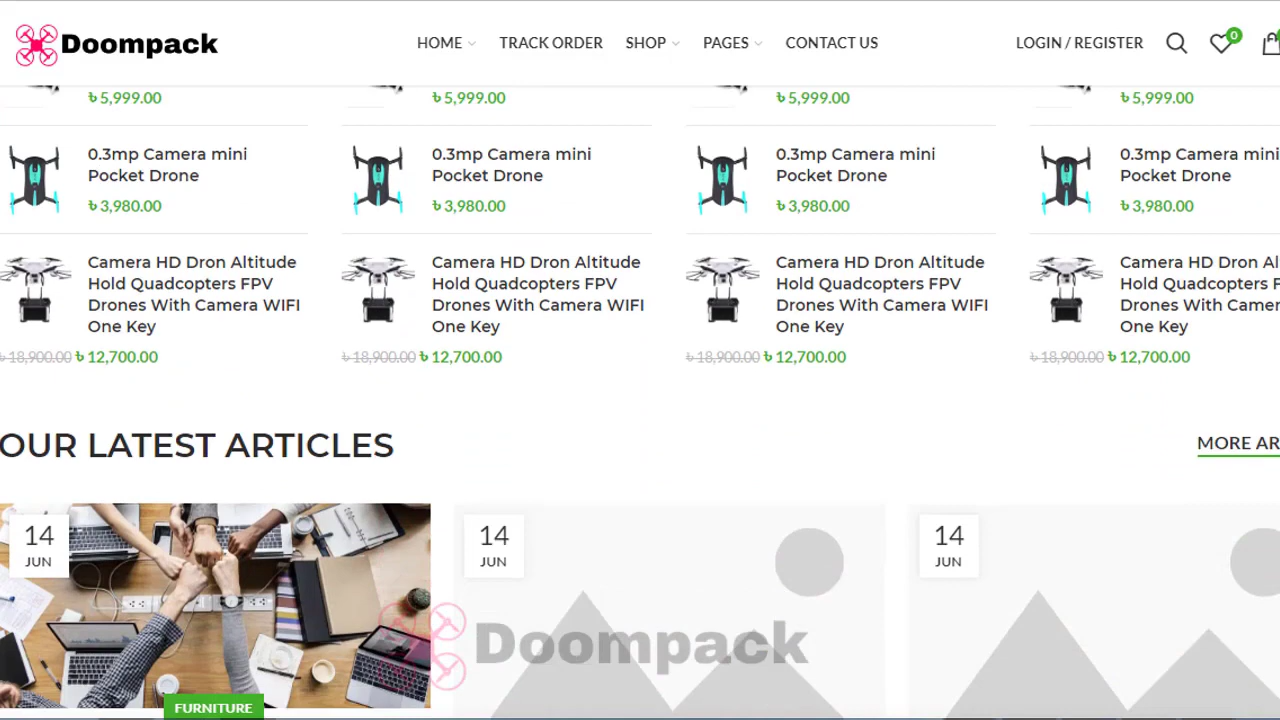 Doompack
HOME TRACK ORDER SHOP PAGES CONTACT US LOGIN / REGISTER 0
৳ 5,999.00 ৳ 5,999.00 ৳ 5,999.00 ৳ 5,999.00
0.3mp Camera mini 0.3mp Camera mini 0.3mp Camera mini 0.3mp Camera mini
Pocket Drone Pocket Drone Pocket Drone Pocket Drone
৳ 3,980.00 ৳ 3,980.00 ৳ 3,980.00 ৳ 3,980.00
Camera HD Dron Altitude Camera HD Dron Altitude Camera HD Dron Altitude Camera HD Dron Al
Hold Quadcopters FPV Hold Quadcopters FPV Hold Quadcopters FPV Hold Quadcopters F
Drones With Camera WIFI Drones With Camera WIFI Drones With Camera WIFI Drones With Camer
One Key One Key One Key One Key
৳ 18,900.00 ৳ 12,700.00 ৳ 18,900.00 ৳ 12,700.00 ৳ 18,900.00 ৳ 12,700.00 ৳ 18,900.00 ৳ 12,700.00
OUR LATEST ARTICLES MORE AR
14 14 14
JUN JUN JUN
Doompack
FURNITURE